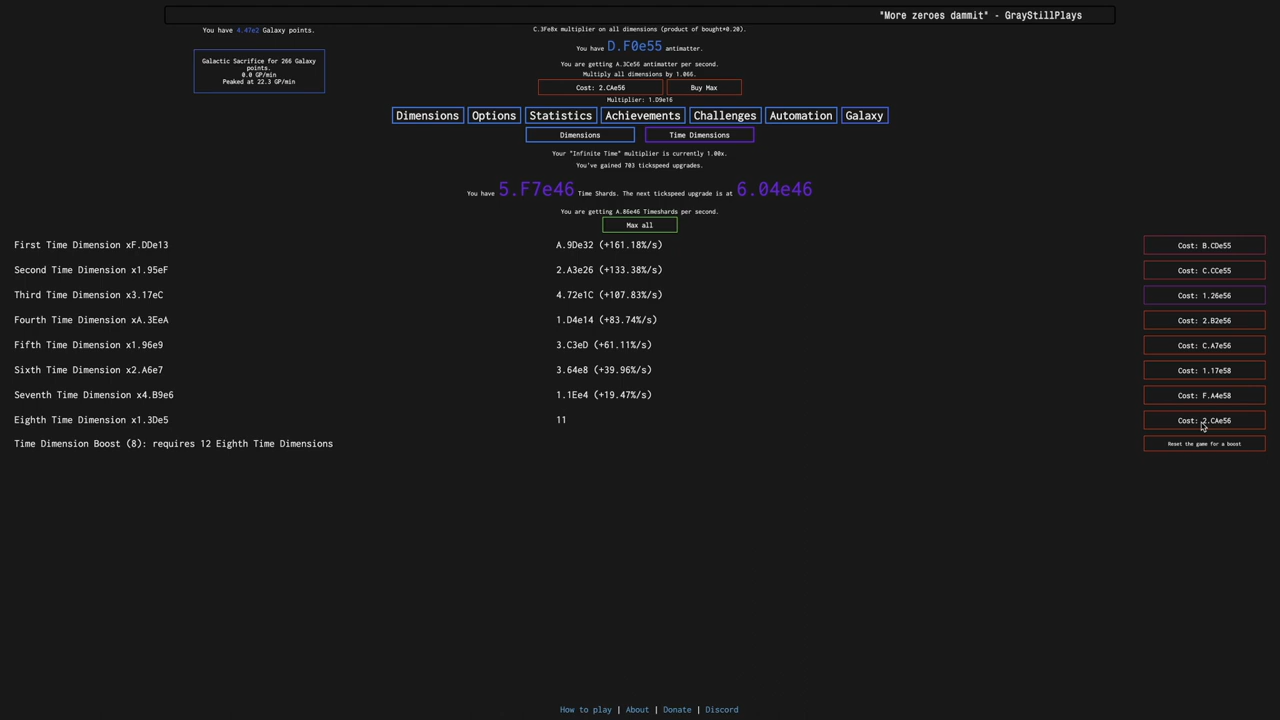 "More zeroes dammit" - GrayStillPlays
You have 4.47e2 Galaxy points.
C.3Fe8x multiplier on all dimensions (product of bought*0.20).
You have D.F0e55 antimatter.
Galactic Sacrifice for 266 Galaxy
points.
0.0 GP/min
Peaked at 22.3 GP/min
You are getting A.3Ce56 antimatter per second.
Multiply all dimensions by 1.066.
Cost: 2.CAe56
Buy Max
Multiplier: 1.D9e16
Dimensions Options Statistics Achievements Challenges Automation Galaxy
Dimensions Time Dimensions
Your "Infinite Time" multiplier is currently 1.00x.
You've gained 703 tickspeed upgrades.
You have 5.F7e46 Time Shards. The next tickspeed upgrade is at 6.04e46
You are getting A.86e46 Timeshards per second.
Max all
First Time Dimension xF.DDe13 A.9De32 (+161.18%/s) Cost: B.CDe55
Second Time Dimension x1.95eF 2.A3e26 (+133.38%/s) Cost: C.CCe55
Third Time Dimension x3.17eC 4.72e1C (+107.83%/s) Cost: 1.26e56
Fourth Time Dimension xA.3EeA 1.D4e14 (+83.74%/s) Cost: 2.B2e56
Fifth Time Dimension x1.96e9 3.C3eD (+61.11%/s) Cost: C.A7e56
Sixth Time Dimension x2.A6e7 3.64e8 (+39.96%/s) Cost: 1.17e58
Seventh Time Dimension x4.B9e6 1.1Ee4 (+19.47%/s) Cost: F.A4e58
Eighth Time Dimension x1.3De5 11 Cost: 2.CAe56
Time Dimension Boost (8): requires 12 Eighth Time Dimensions Reset the game for a boost
How to play | About | Donate | Discord